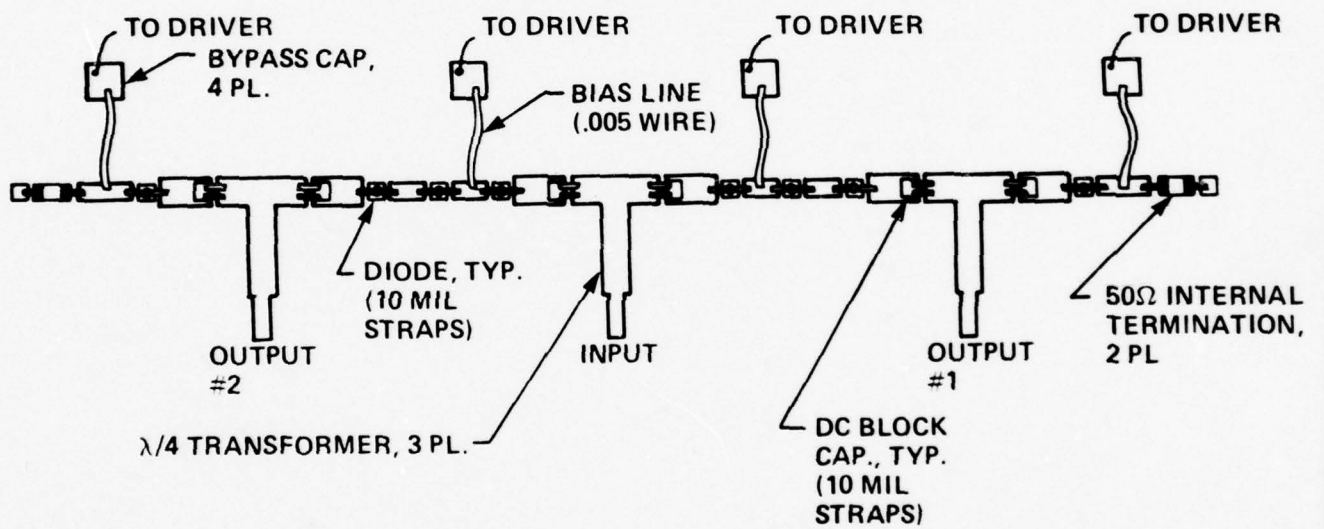 TO DRIVER
BYPASS CAP,
4 PL.
TO DRIVER
BIAS LINE
(.005 WIRE)
TO DRIVER
TO DRIVER
DIODE, TYP.
(10 MIL
STRAPS)
OUTPUT
#2
INPUT
OUTPUT
#1
50Ω INTERNAL
TERMINATION,
2 PL
λ/4 TRANSFORMER, 3 PL.
DC BLOCK
CAP., TYP.
(10 MIL
STRAPS)